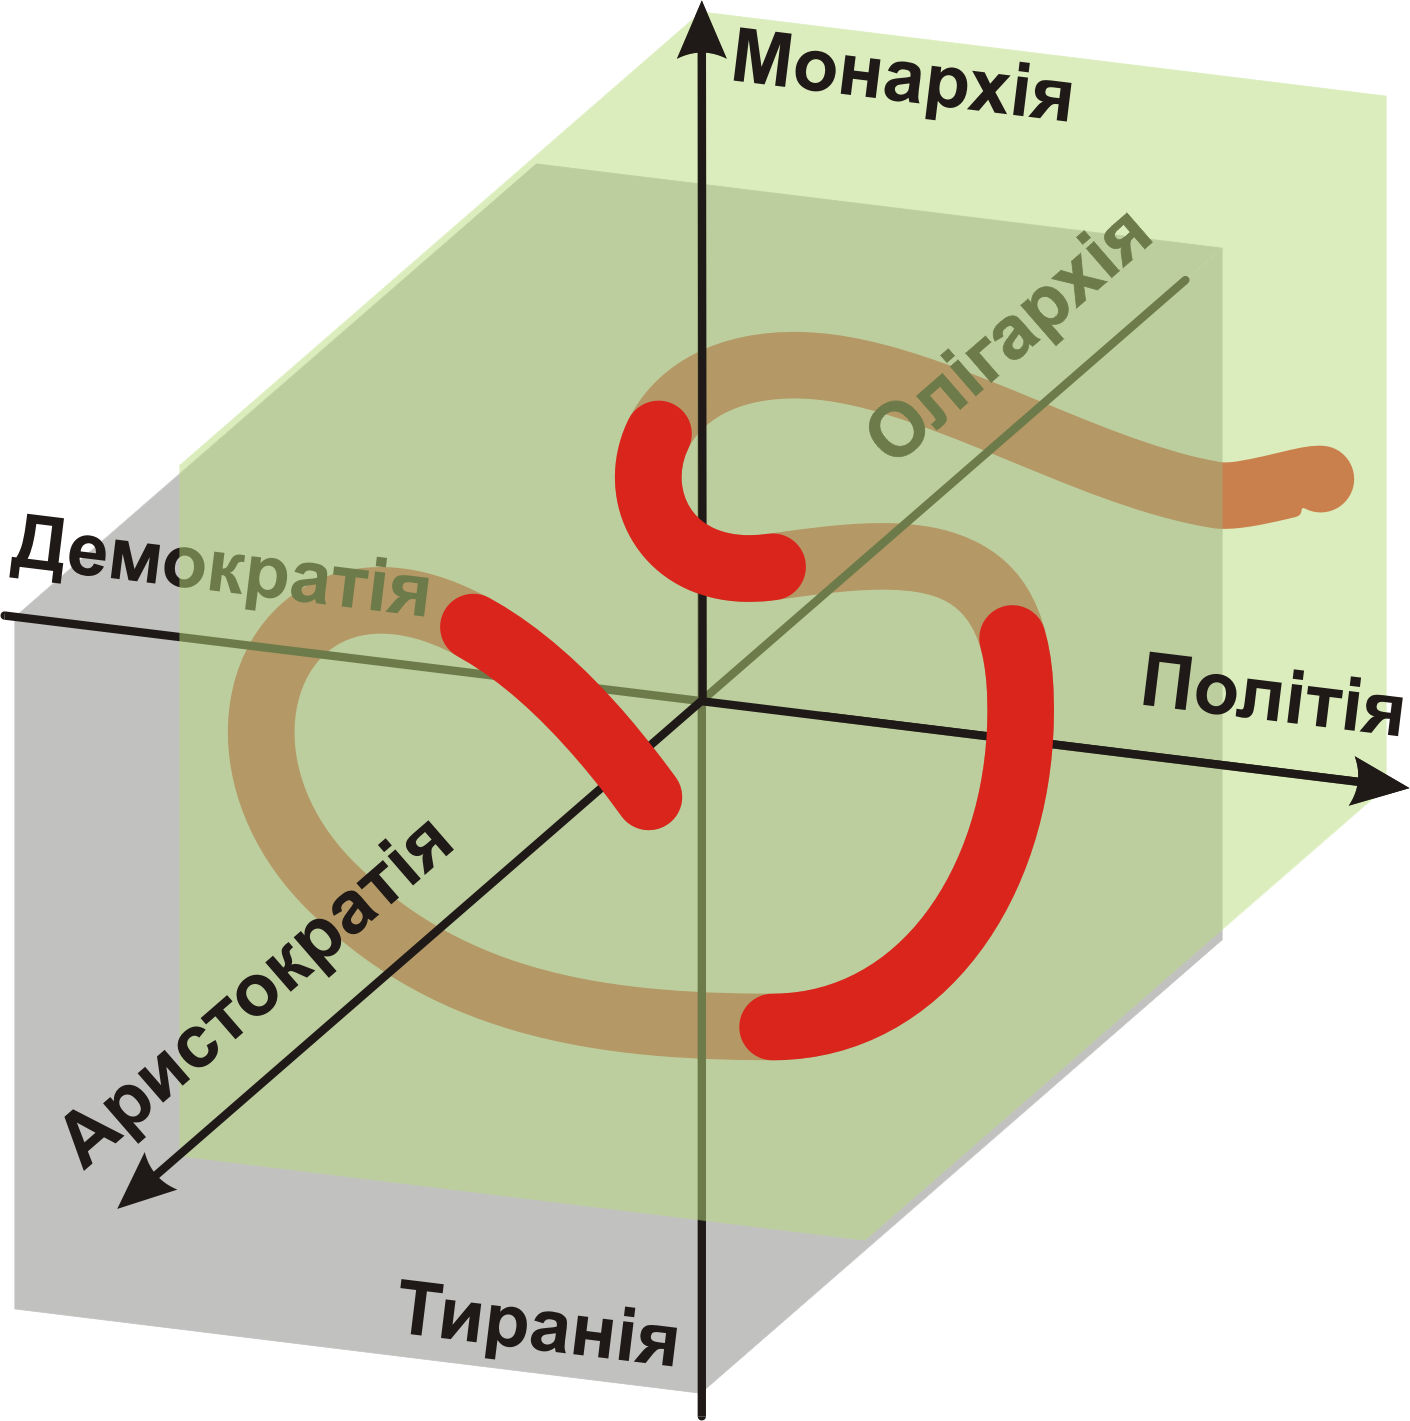 Монархія
Олігархія
Демократія
Політія
Аристократія
Тиранія